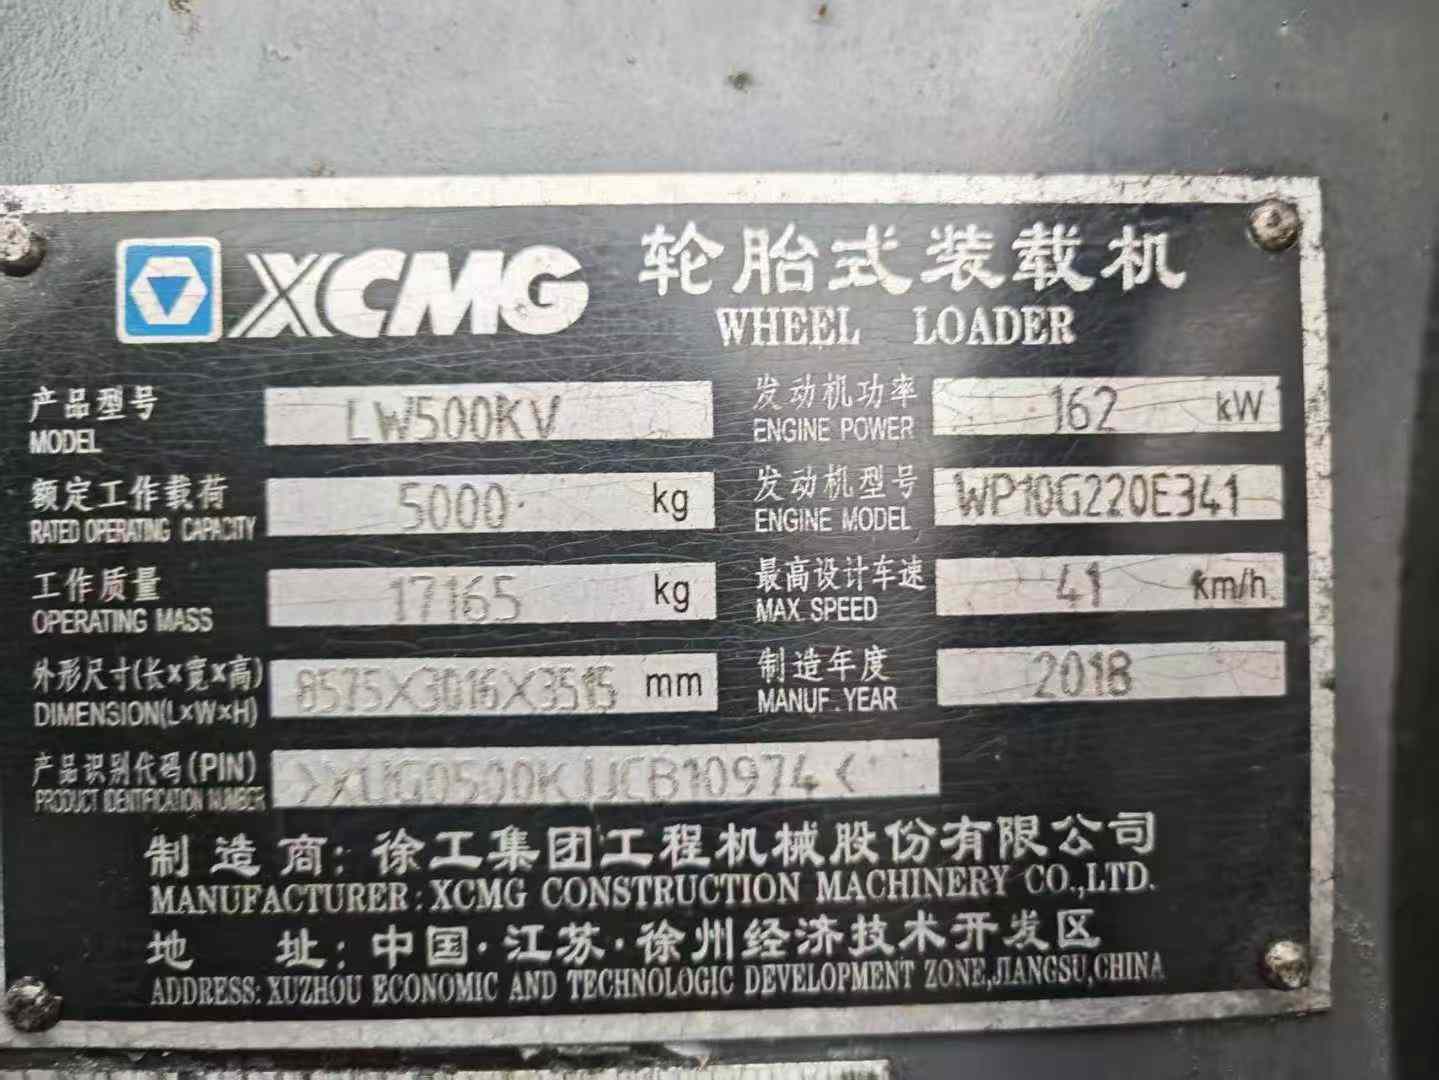 XCMG 轮胎式装载机
WHEEL LOADER
产品型号 LW500KV 发动机功率 162 kW
MODEL ENGINE POWER
额定工作载荷 5000 kg 发动机型号 WP10G220E341
RATED OPERATING CAPACITY ENGINE MODEL
工作质量 17165 kg 最高设计车速 41 km/h
OPERATING MASS MAX. SPEED
外形尺寸(长×宽×高) 8575X3016X3515 mm 制造年度 2018
DIMENSION(L×W×H) MANUF. YEAR
产品识别代码(PIN)
PRODUCT IDENTIFICATION NUMBER
制造商: 徐工集团工程机械股份有限公司
MANUFACTURER: XCMG CONSTRUCTION MACHINERY CO.,LTD.
地 址: 中国·江苏·徐州经济技术开发区
ADDRESS: XUZHOU ECONOMIC AND TECHNOLOGIC DEVELOPMENT ZONE,JIANGSU,CHINA